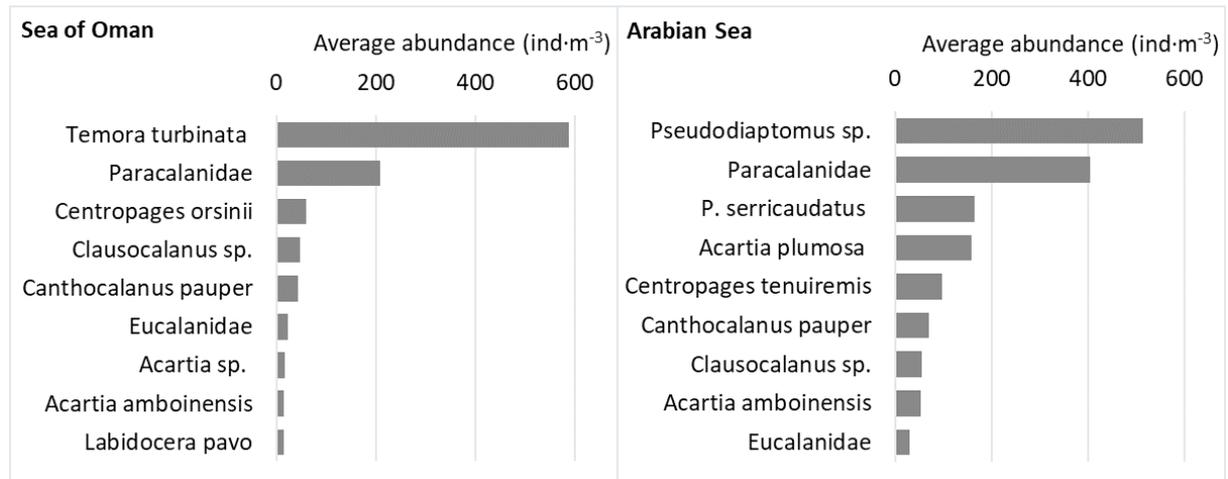 Sea of Oman
Average abundance (ind·m-3)
0 200 400 600
Temora turbinata
Paracalanidae
Centropages orsinii
Clausocalanus sp.
Canthocalanus pauper
Eucalanidae
Acartia sp.
Acartia amboinensis
Labidocera pavo
Arabian Sea
Average abundance (ind·m-3)
0 200 400 600
Pseudodiaptomus sp.
Paracalanidae
P. serricaudatus
Acartia plumosa
Centropages tenuiremis
Canthocalanus pauper
Clausocalanus sp.
Acartia amboinensis
Eucalanidae